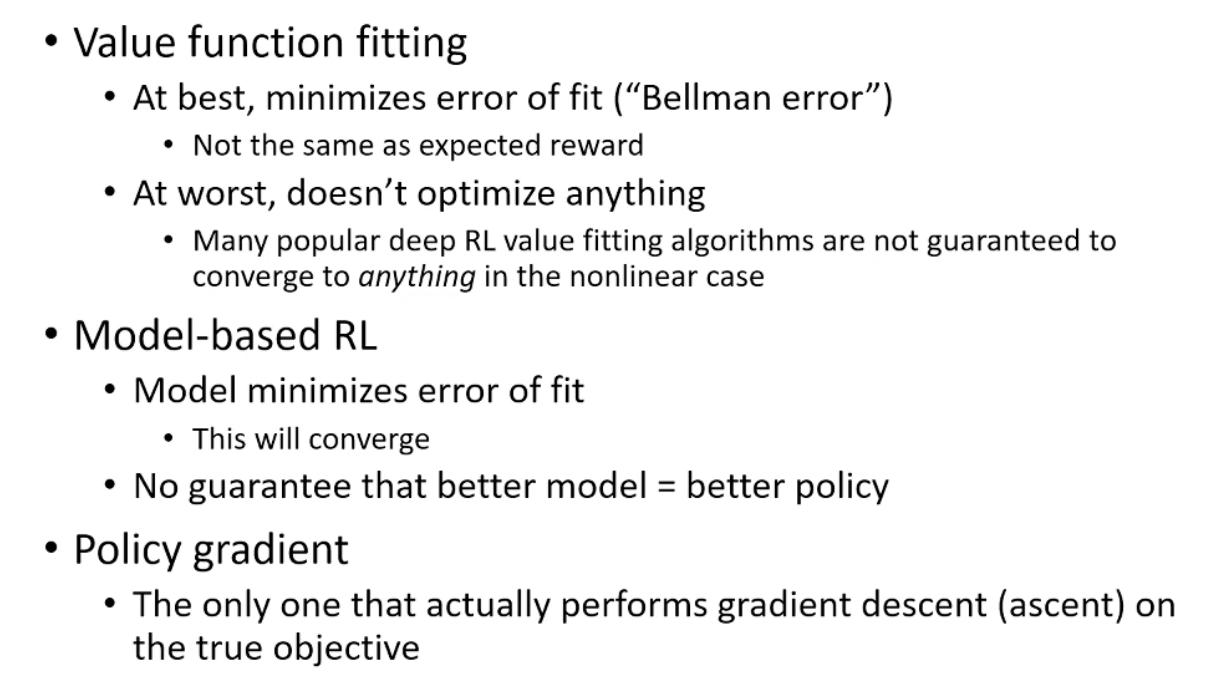 • Value function fitting
• At best, minimizes error of fit (“Bellman error”)
• Not the same as expected reward
• At worst, doesn’t optimize anything
• Many popular deep RL value fitting algorithms are not guaranteed to
converge to anything in the nonlinear case
• Model-based RL
• Model minimizes error of fit
• This will converge
• No guarantee that better model = better policy
• Policy gradient
• The only one that actually performs gradient descent (ascent) on
the true objective